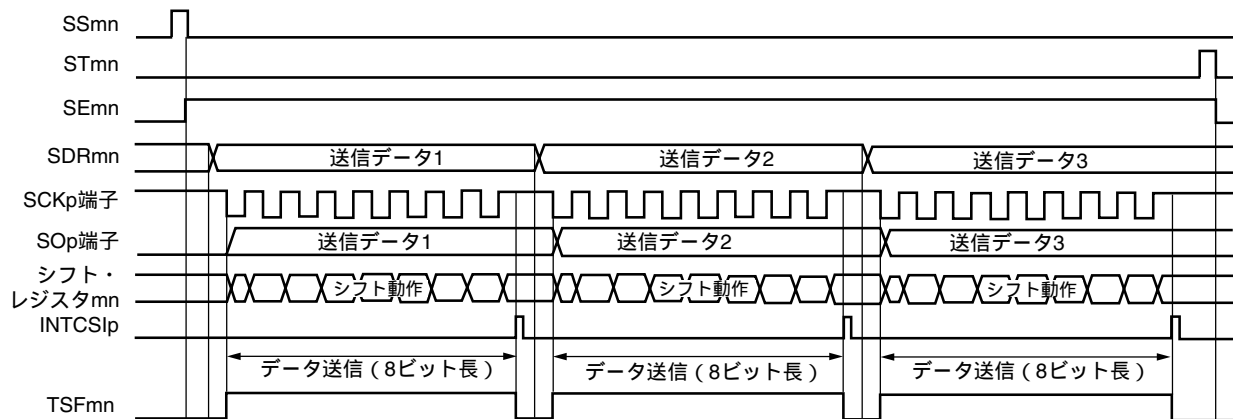 SSmn
STmn
SEmn
SDRmn 送信データ1 送信データ2 送信データ3
SCKp端子
SOp端子 送信データ1 送信データ2 送信データ3
シフト・
レジスタmn シフト動作 シフト動作 シフト動作
INTCSIp
データ送信（8ビット長） データ送信（8ビット長） データ送信（8ビット長）
TSFmn